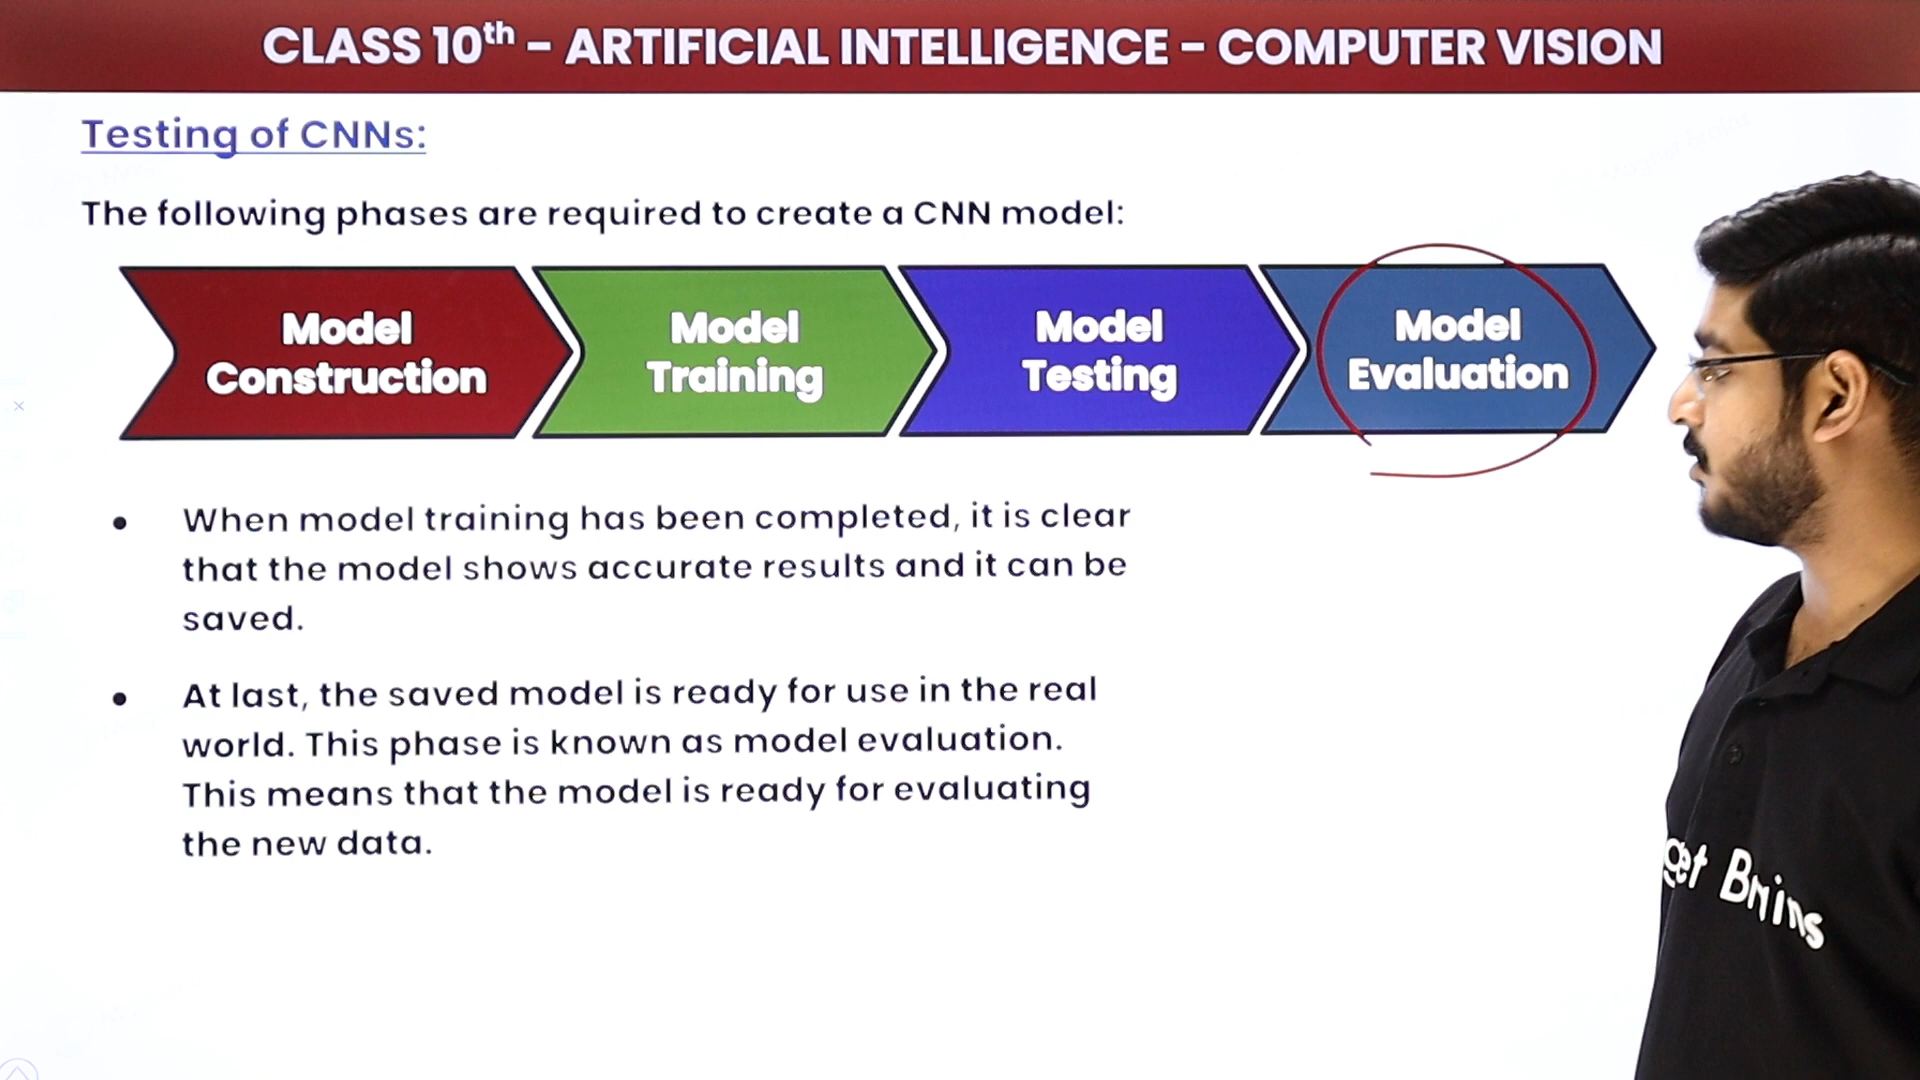 CLASS 10th – ARTIFICIAL INTELLIGENCE – COMPUTER VISION
Testing of CNNs:
The following phases are required to create a CNN model:
Model
Construction
Model
Training
Model
Testing
Model
Evaluation
• When model training has been completed, it is clear
that the model shows accurate results and it can be
saved.
• At last, the saved model is ready for use in the real
world. This phase is known as model evaluation.
This means that the model is ready for evaluating
the new data.
get Brains